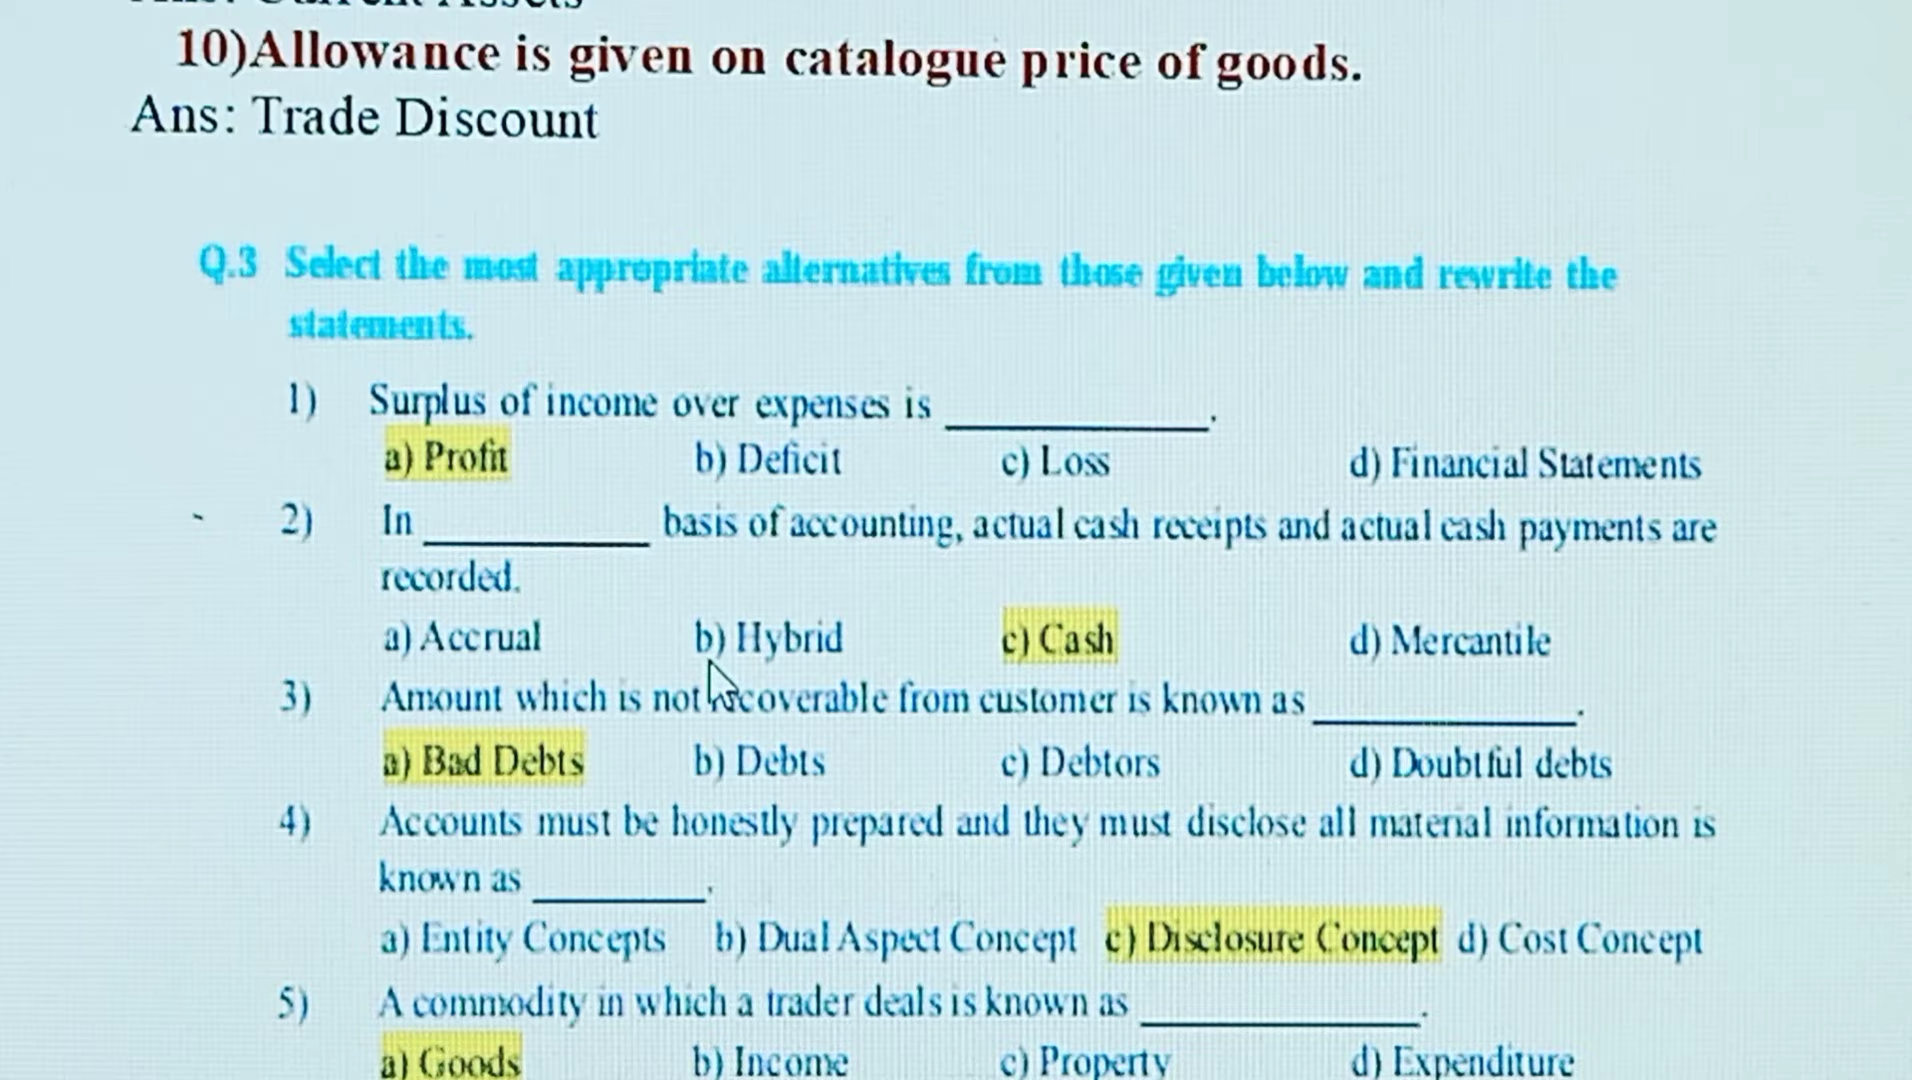 10)Allowance is given on catalogue price of goods.
Ans: Trade Discount
Q.3 Select the most appropriate alternatives from those given below and rewrite the
statements.
1) Surplus of income over expenses is ____________.
a) Profit b) Deficit c) Loss d) Financial Statements
2) In __________ basis of accounting, actual cash receipts and actual cash payments are
recorded.
a) Accrual b) Hybrid c) Cash d) Mercantile
3) Amount which is not recoverable from customer is known as ____________.
a) Bad Debts b) Debts c) Debtors d) Doubtful debts
4) Accounts must be honestly prepared and they must disclose all material information is
known as ________.
a) Entity Concepts b) Dual Aspect Concept c) Disclosure Concept d) Cost Concept
5) A commodity in which a trader deals is known as ____________.
a) Goods b) Income c) Property d) Expenditure